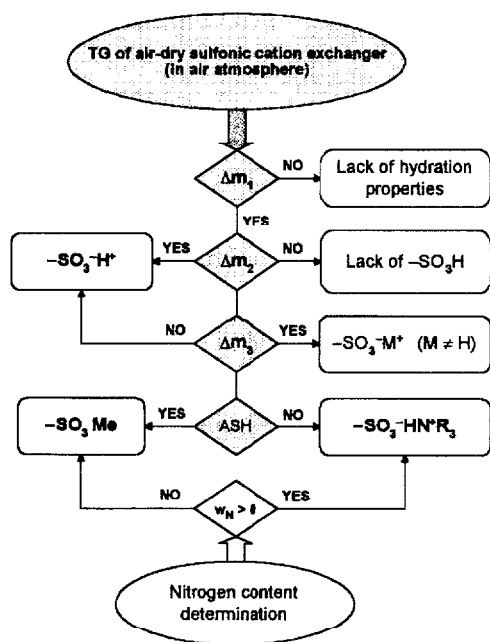 TG of air-dry sulfonic cation exchanger
(in air atmosphere)
Δm₁
NO
Lack of hydration
properties
YES
–SO₃⁻H⁺
YES
Δm₂
NO
Lack of –SO₃H
NO
Δm₃
YES
–SO₃⁻M⁺ (M ≠ H)
–SO₃ Me
YES
ASH
NO
–SO₃⁻HN⁺R₃
NO
w_N >
YES
Nitrogen content
determination